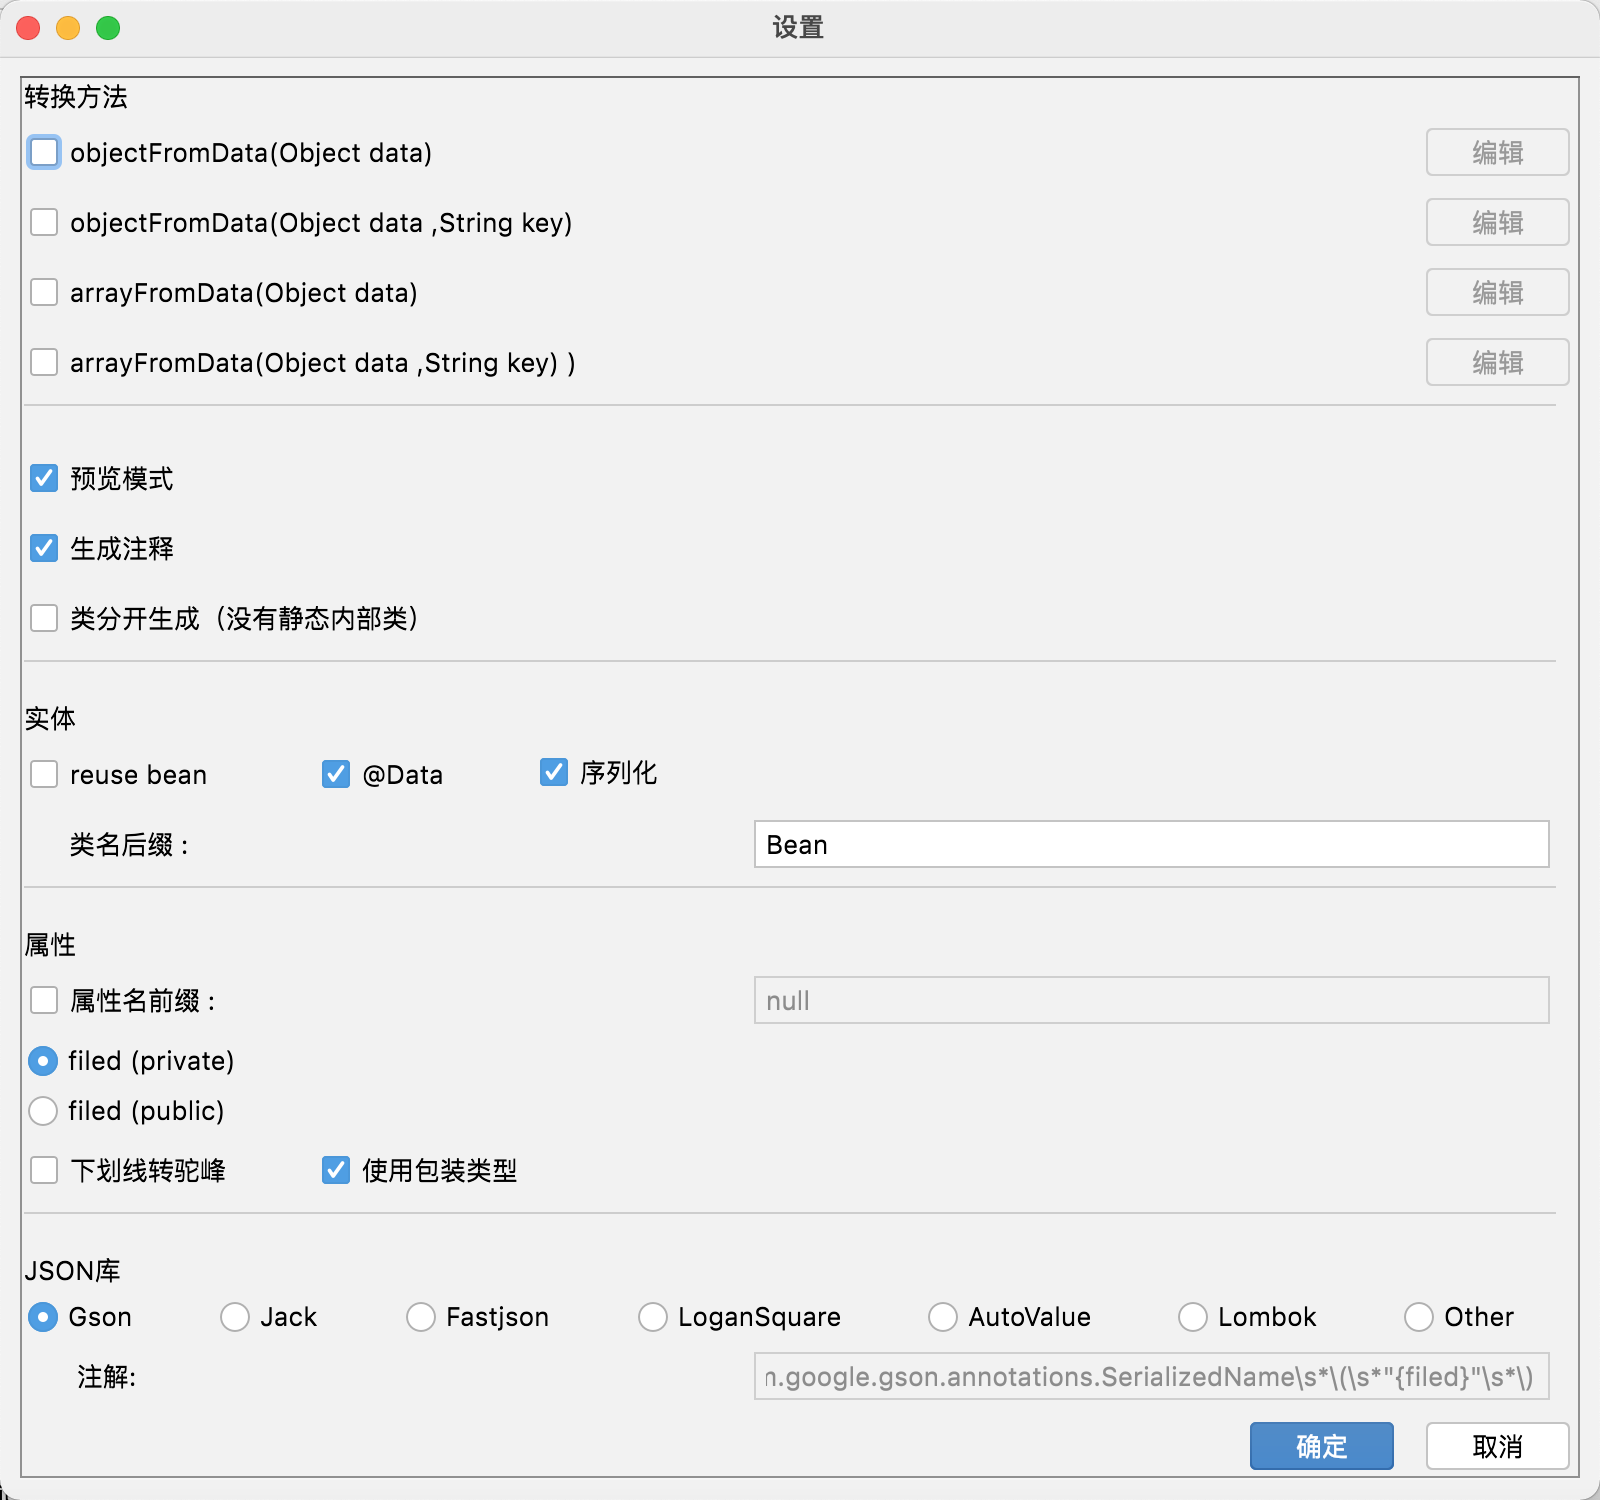 设置
转换方法
objectFromData(Object data) 编辑
objectFromData(Object data ,String key) 编辑
arrayFromData(Object data) 编辑
arrayFromData(Object data ,String key) ) 编辑
预览模式
生成注释
类分开生成（没有静态内部类）
实体
reuse bean @Data 序列化
类名后缀： Bean
属性
属性名前缀： null
filed (private)
filed (public)
下划线转驼峰 使用包装类型
JSON库
Gson Jack Fastjson LoganSquare AutoValue Lombok Other
注解: .google.gson.annotations.SerializedName\s*\(\s*"{filed}"\s*\)
确定 取消